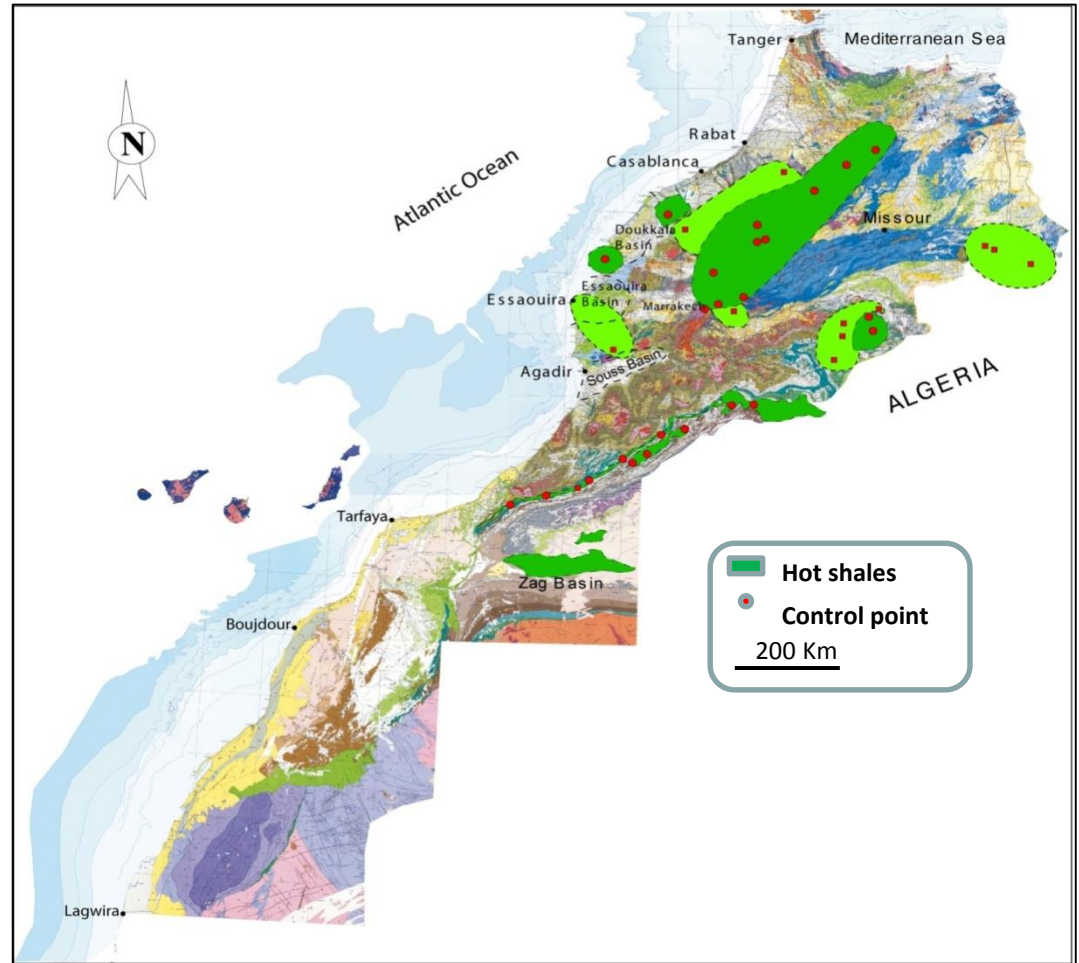 Tanger
Mediterranean Sea
N
Rabat
Casablanca
Atlantic Ocean
Missour
Doukkala
Basin
Essaouira
Essaouira
Basin
Marrakech
Agadir
Souss Basin
ALGERIA
Tarfaya
Zag Basin
Hot shales
Control point
200 Km
Boujdour
Lagwira